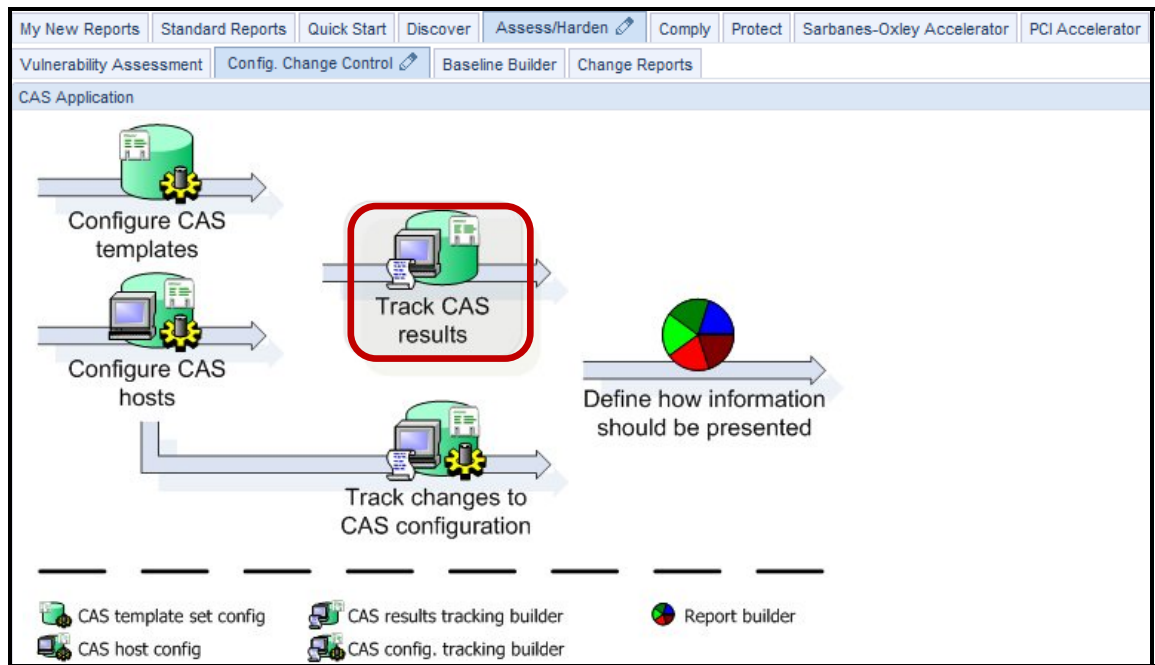 My New Reports Standard Reports Quick Start Discover Assess/Harden Comply Protect Sarbanes-Oxley Accelerator PCI Accelerator
Vulnerability Assessment Config. Change Control Baseline Builder Change Reports
CAS Application
Configure CAS
templates
Track CAS
results
Configure CAS
hosts
Define how information
should be presented
Track changes to
CAS configuration
CAS template set config CAS results tracking builder Report builder
CAS host config CAS config. tracking builder